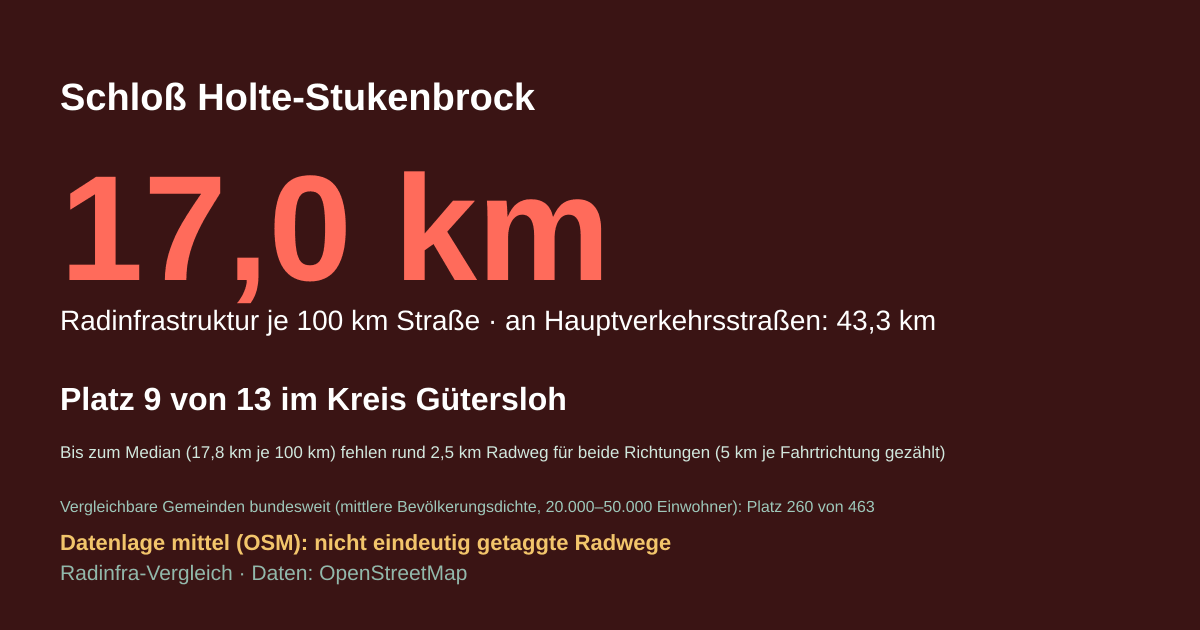 Schloß Holte-Stukenbrock
17,0 km
Radinfrastruktur je 100 km Straße · an Hauptverkehrsstraßen: 43,3 km
Platz 9 von 13 im Kreis Gütersloh
Bis zum Median (17,8 km je 100 km) fehlen rund 2,5 km Radweg für beide Richtungen (5 km je Fahrtrichtung gezählt)
Vergleichbare Gemeinden bundesweit (mittlere Bevölkerungsdichte, 20.000–50.000 Einwohner): Platz 260 von 463
Datenlage mittel (OSM): nicht eindeutig getaggte Radwege
Radinfra-Vergleich · Daten: OpenStreetMap